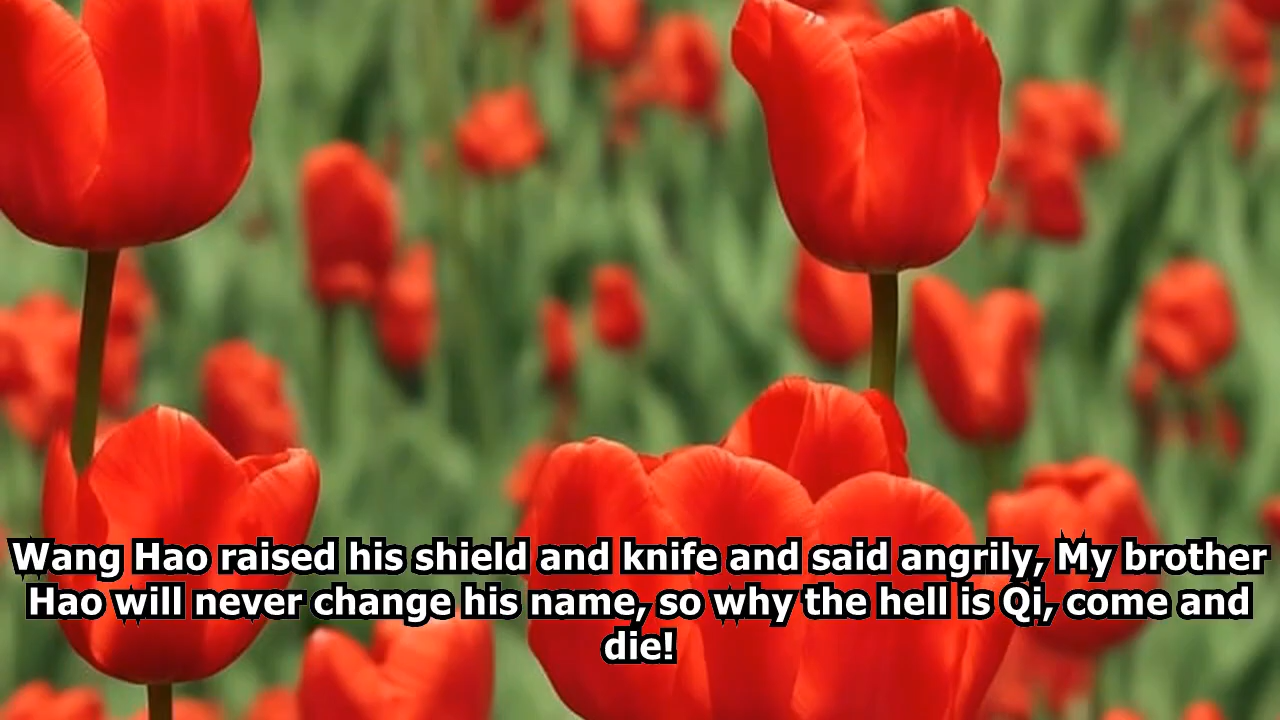 Wang Hao raised his shield and knife and said angrily, My brother
Hao will never change his name, so why the hell is Qi, come and
die!